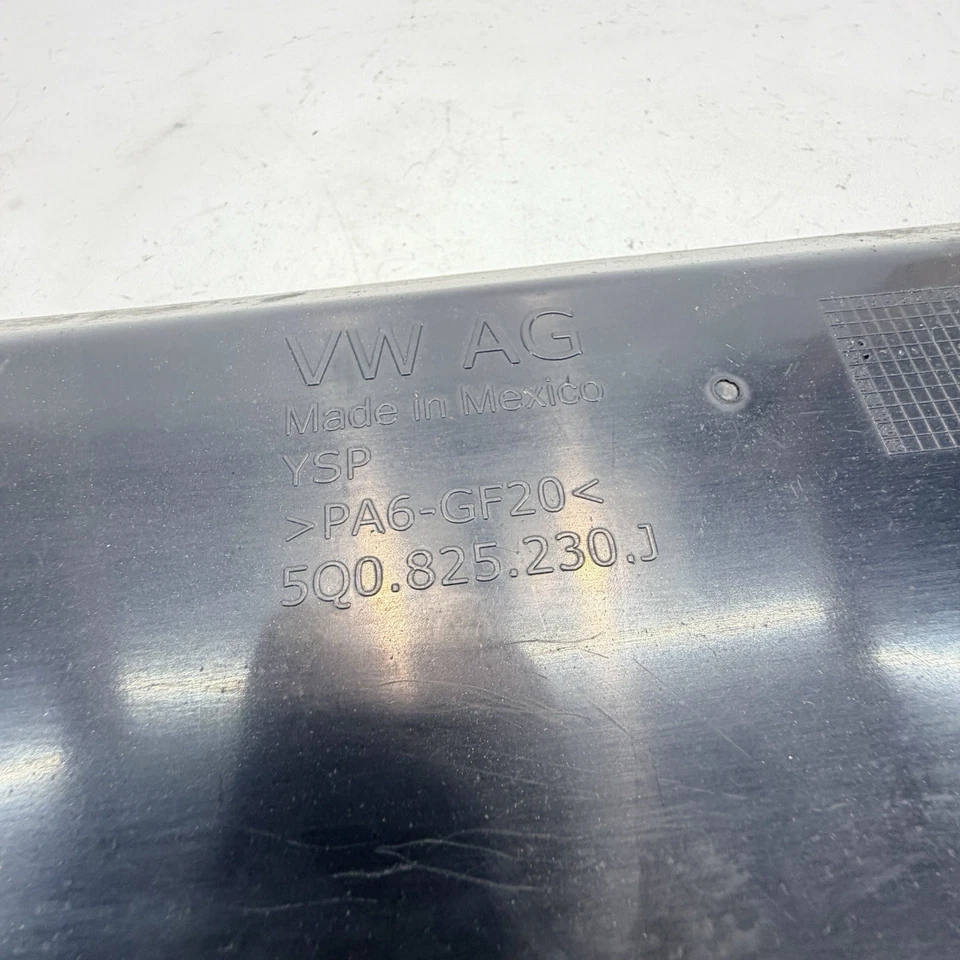 VW AG
Made in Mexico
YSP
>PA6-GF20<
5Q0.825.230.J